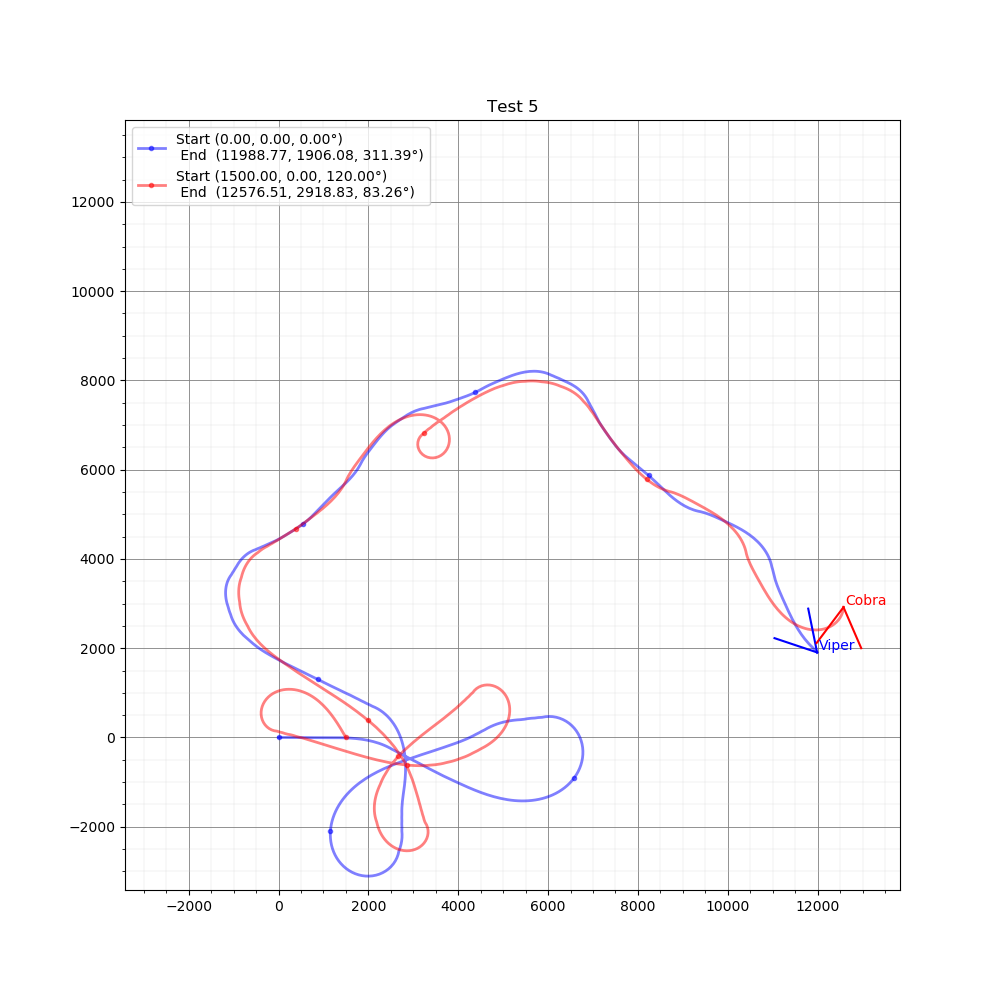 Test 5
Start (0.00, 0.00, 0.00°)
End  (11988.77, 1906.08, 311.39°)
Start (1500.00, 0.00, 120.00°)
End  (12576.51, 2918.83, 83.26°)
12000
10000
8000
6000
4000
2000
0
−2000
Cobra
Viper
−2000 0 2000 4000 6000 8000 10000 12000